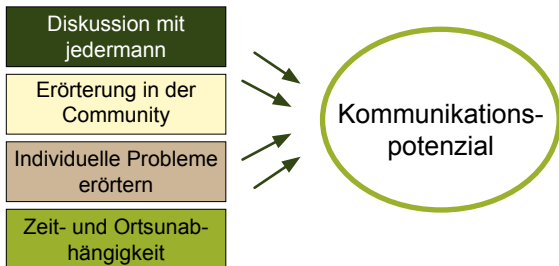 Diskussion mit
jedermann
Erörterung in der
Community
Individuelle Probleme
erörtern
Zeit- und Ortsunab-
hängigkeit
Kommunikations-
potenzial